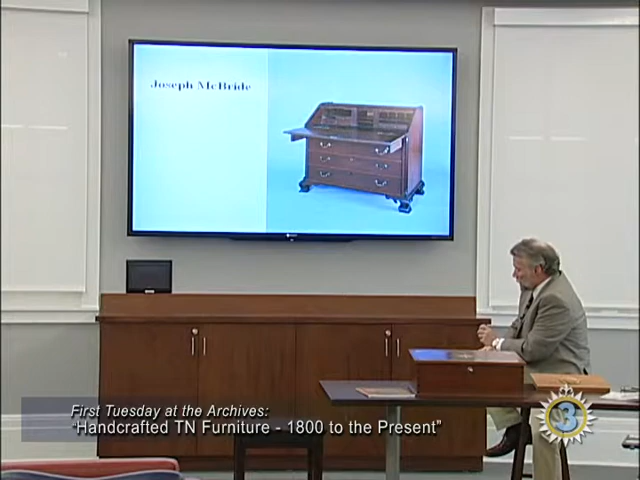 Joseph McBride
First Tuesday at the Archives:
"Handcrafted TN Furniture - 1800 to the Present"
3